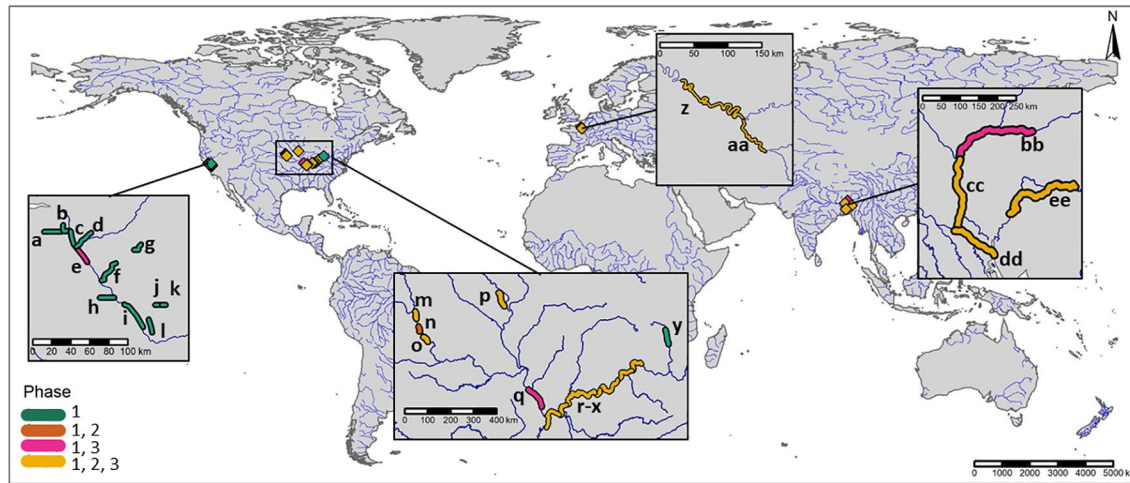 N
0 50 100 150 km
z
aa
0 50 100 150 200 250 km
bb
cc
ee
dd
a
b
c
d
e
f
g
h
i
j
k
l
0 20 40 60 80 100 km
m
n
o
p
q
r-x
y
0 100 200 300 400 km
Phase
1
1, 2
1, 3
1, 2, 3
0 1000 2000 3000 4000 5000 k